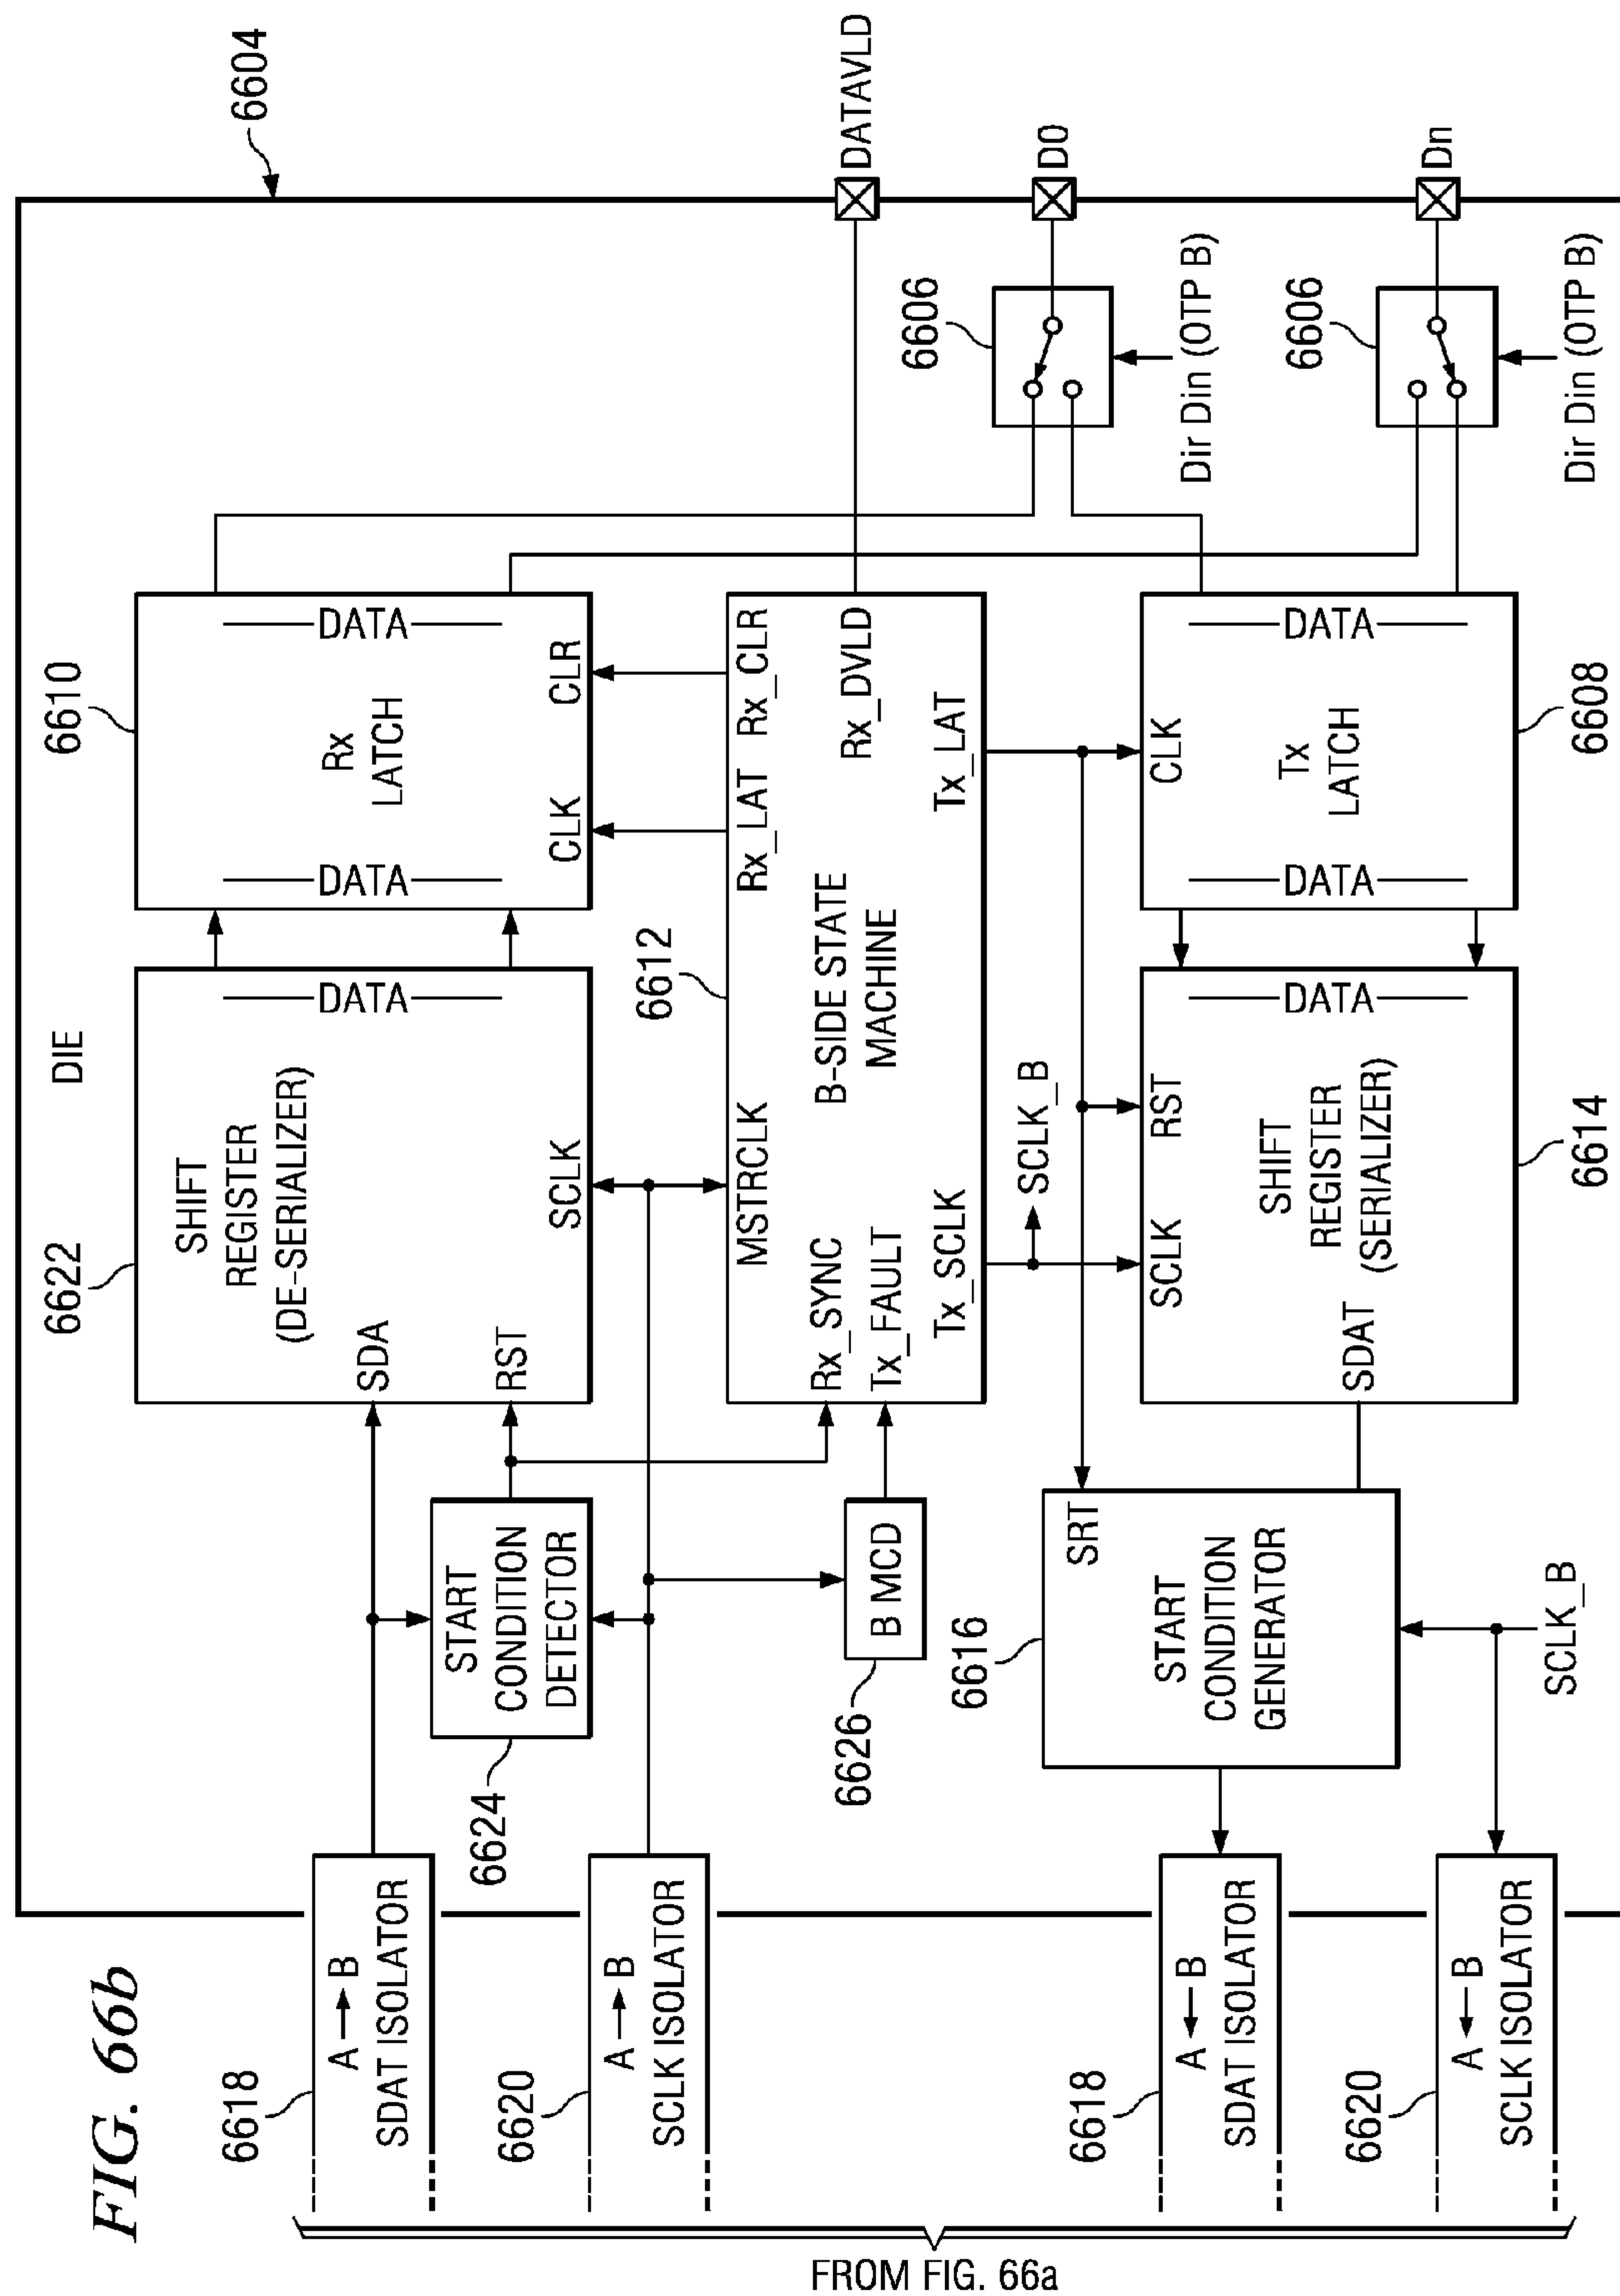 FIG. 66b
FROM FIG. 66a
6618
A B
SDAT ISOLATOR
6620
A B
SCLK ISOLATOR
6618
A B
SDAT ISOLATOR
6620
A B
SCLK ISOLATOR
DIE
6604
6622
SHIFT
REGISTER
(DE-SERIALIZER)
SDA
RST
SCLK
DATA
6610
DATA
Rx
LATCH
DATA
CLK
CLR
6624
START
CONDITION
DETECTOR
6626
B MCD
6612
MSTRCLK
Rx_LAT
Rx_CLR
Rx_SYNC
Tx_FAULT
B-SIDE STATE
MACHINE
Rx_DVLD
Tx_SCLK
Tx_LAT
SCLK_B
DATAVLD
6606
D0
Dir Din (OTP B)
6606
Dn
Dir Din (OTP B)
6616
SRT
START
CONDITION
GENERATOR
SCLK_B
SCLK
RST
SHIFT
REGISTER
(SERIALIZER)
SDAT
DATA
6614
CLK
DATA
Tx
LATCH
DATA
6608